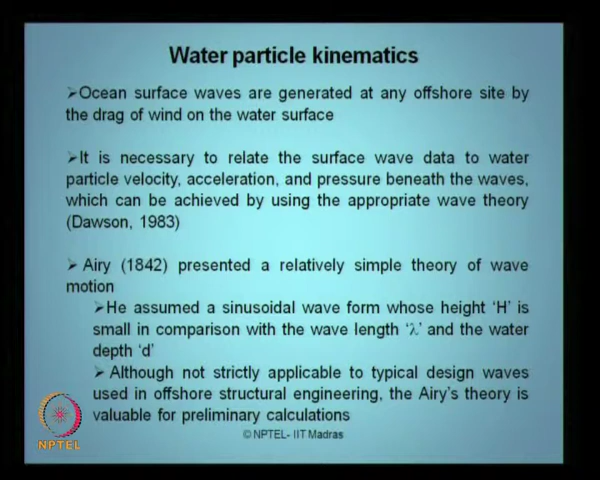 Water particle kinematics
➢Ocean surface waves are generated at any offshore site by
the drag of wind on the water surface
➢It is necessary to relate the surface wave data to water
particle velocity, acceleration, and pressure beneath the waves,
which can be achieved by using the appropriate wave theory
(Dawson, 1983)
➢ Airy (1842) presented a relatively simple theory of wave
motion
➢He assumed a sinusoidal wave form whose height 'H' is
small in comparison with the wave length 'λ' and the water
depth 'd'
➢ Although not strictly applicable to typical design waves
used in offshore structural engineering, the Airy's theory is
valuable for preliminary calculations
© NPTEL- IIT Madras
NPTEL